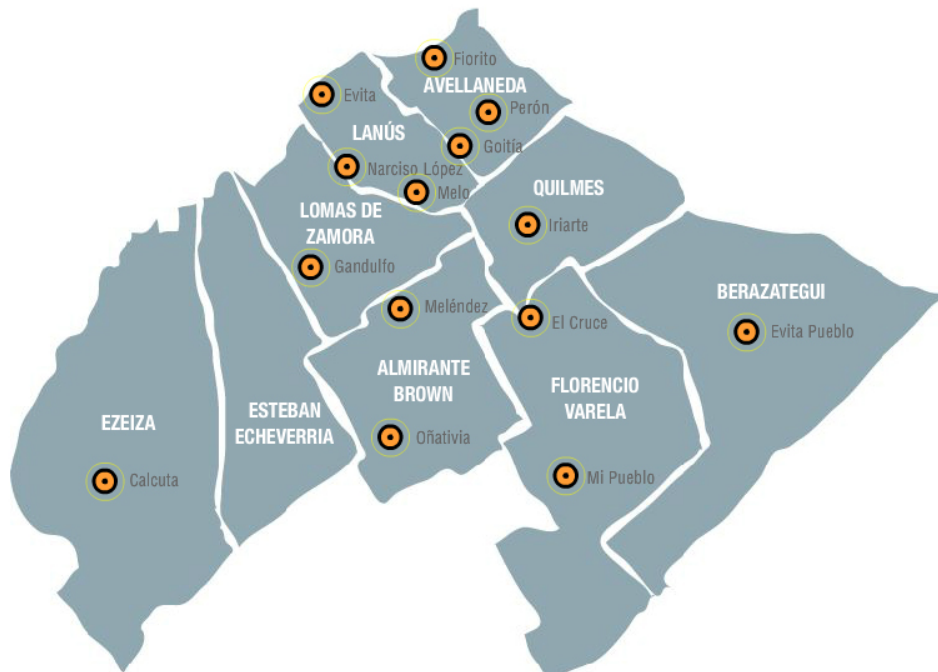 Fiorito
AVELLANEDA
Evita
Perón
LANÚS
Goitía
Narciso López
Melo
QUILMES
LOMAS DE
ZAMORA
Iriarte
Gandulfo
BERAZATEGUI
Meléndez
El Cruce
Evita Pueblo
ALMIRANTE
BROWN
FLORENCIO
VARELA
ESTEBAN
ECHEVERRIA
EZEIZA
Oñativia
Mi Pueblo
Calcuta